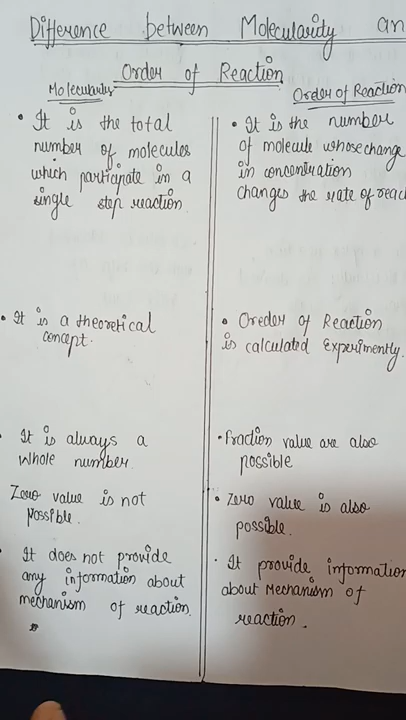 Difference between Molecularity an
Order of Reaction
Molecularity
• It is the total
number of molecules
which participate in a
single step reaction
• It is a theoretical
concept.
• It is always a
whole number.
Zero value is not
possible.
• It does not provide
any information about
mechanism of reaction.
Order of Reaction
• It is the number
of molecule whose change
in concentration
changes the rate of reac
• Oreder of Reaction
is calculated Experimently.
• Fraction value are also
possible
• Zero value is also
possible.
• It provide information
about Mechanism of
reaction.